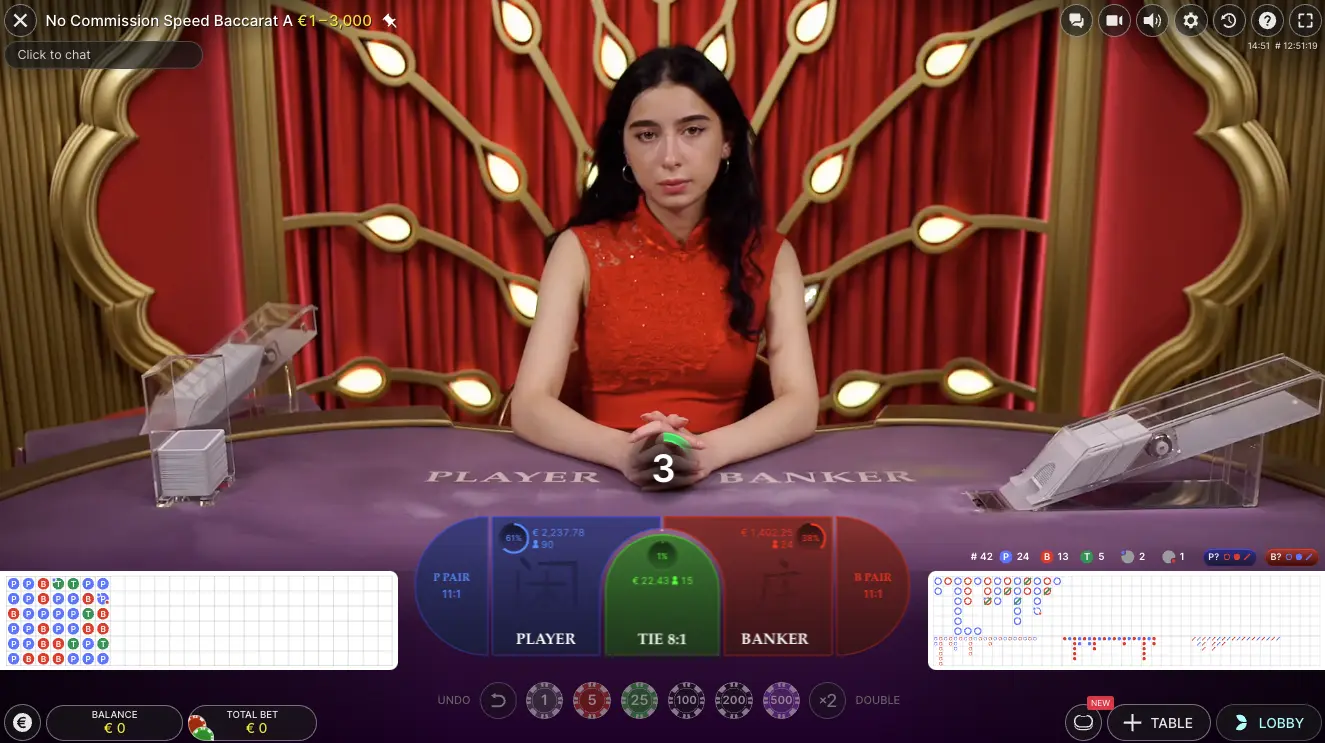 No Commission Speed Baccarat A €1–3,000
Click to chat
14:51 # 12:51:19
PLAYER
3
BANKER
#42 P 24 B 13 T 5 2 1 P? B?
61% € 2,237.78
90
€ 1,402.25 38%
24
1%
€ 22.43 15
P PAIR
11:1
B PAIR
11:1
闲
庄
PLAYER
TIE 8:1
BANKER
P P B T T P P
P P B P P B
B P P P P T B
P B B P P B B
P P B B T P T
P B B B P P P
UNDO 1 5 25 100 200 500 ×2 DOUBLE
BALANCE
€ 0
TOTAL BET
€ 0
€
NEW
TABLE
LOBBY